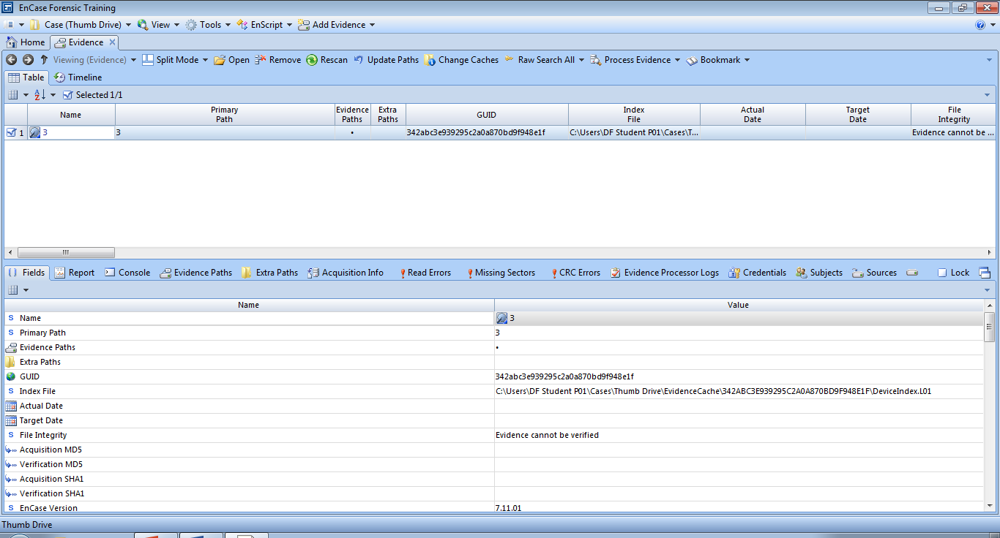 EnCase Forensic Training
Case (Thumb Drive) View Tools EnScript Add Evidence
Home Evidence
Viewing (Evidence) Split Mode Open Remove Rescan Update Paths Change Caches Raw Search All Process Evidence Bookmark
Table Timeline
Selected 1/1
Name Primary Path Evidence Paths Extra Paths GUID Index File Actual Date Target Date File Integrity
1 3 3 • 342abc3e939295c2a0a870bd9f948e1f C:\Users\DF Student P01\Cases\T... Evidence cannot be ...
Fields Report Console Evidence Paths Extra Paths Acquisition Info Read Errors Missing Sectors CRC Errors Evidence Processor Logs Credentials Subjects Sources Lock
Name Value
Name 3
Primary Path 3
Evidence Paths •
Extra Paths
GUID 342abc3e939295c2a0a870bd9f948e1f
Index File C:\Users\DF Student P01\Cases\Thumb Drive\EvidenceCache\342ABC3E939295C2A0A870BD9F948E1F\DeviceIndex.L01
Actual Date
Target Date
File Integrity Evidence cannot be verified
Acquisition MD5
Verification MD5
Acquisition SHA1
Verification SHA1
EnCase Version 7.11.01
Thumb Drive